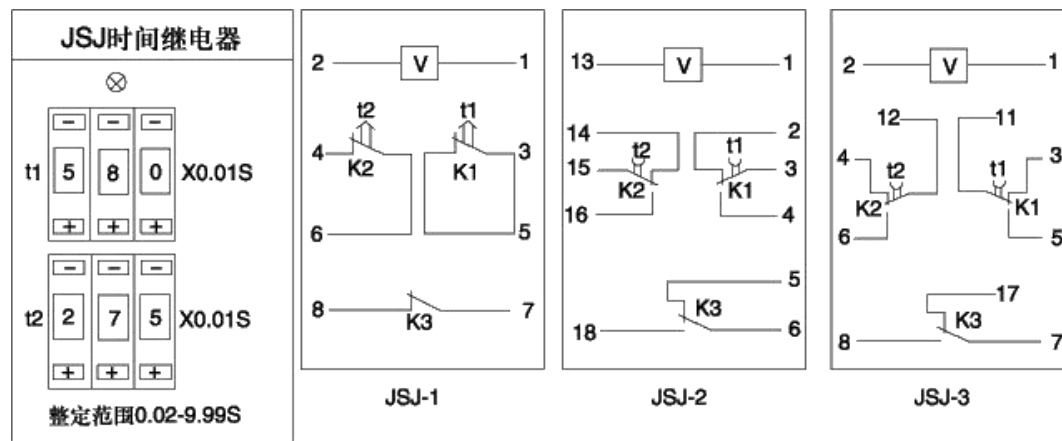 JSJ时间继电器
− − −
t1 5 8 0 X0.01S
+ + +
− − −
t2 2 7 5 X0.01S
+ + +
整定范围0.02-9.99S
2 V 1
t2 t1
4 K2 K1 3
6 5
8 K3 7
JSJ-1
13 V 1
14 2
t2 t1
15 K2 K1 3
16 4
5
18 K3 6
JSJ-2
2 V 1
12 11
4 t2 t1 3
K2 K1
6 5
17
K3
8 7
JSJ-3